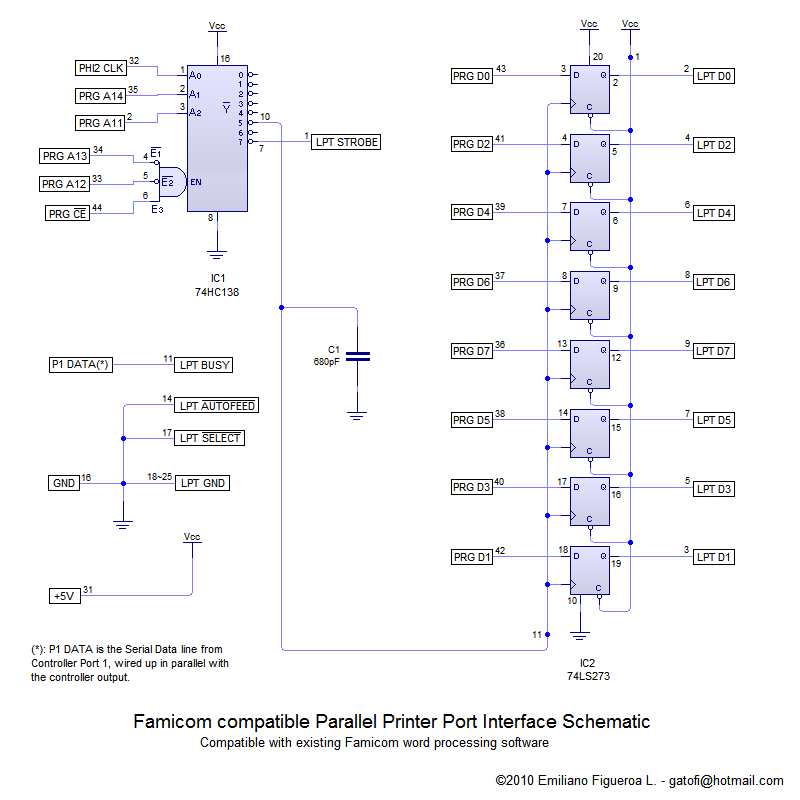 Vcc
16
PHI2 CLK 32 1 A0
PRG A14 35 2 A1
PRG A11 2 3 A2
PRG A13 34 4 E1
PRG A12 33 5 E2
PRG CE 44 6 E3
EN
Y
0
1
2
3
4
5 10
6
7 7
1 LPT STROBE
8
IC1
74HC138
C1
680pF
P1 DATA(*) 11 LPT BUSY
14 LPT AUTOFEED
17 LPT SELECT
GND 16 18~25 LPT GND
Vcc
+5V 31
(*): P1 DATA is the Serial Data line from
Controller Port 1, wired up in parallel with
the controller output.
Vcc Vcc
20 1
PRG D0 43 3 D Q 2 2 LPT D0
C
PRG D2 41 4 D Q 5 4 LPT D2
C
PRG D4 39 7 D Q 6 6 LPT D4
C
PRG D6 37 8 D Q 9 8 LPT D6
C
PRG D7 36 13 D Q 12 9 LPT D7
C
PRG D5 38 14 D Q 15 7 LPT D5
C
PRG D3 40 17 D Q 16 5 LPT D3
C
PRG D1 42 18 D Q 19 3 LPT D1
C
10
11
IC2
74LS273
Famicom compatible Parallel Printer Port Interface Schematic
Compatible with existing Famicom word processing software
©2010 Emiliano Figueroa L. - gatofi@hotmail.com